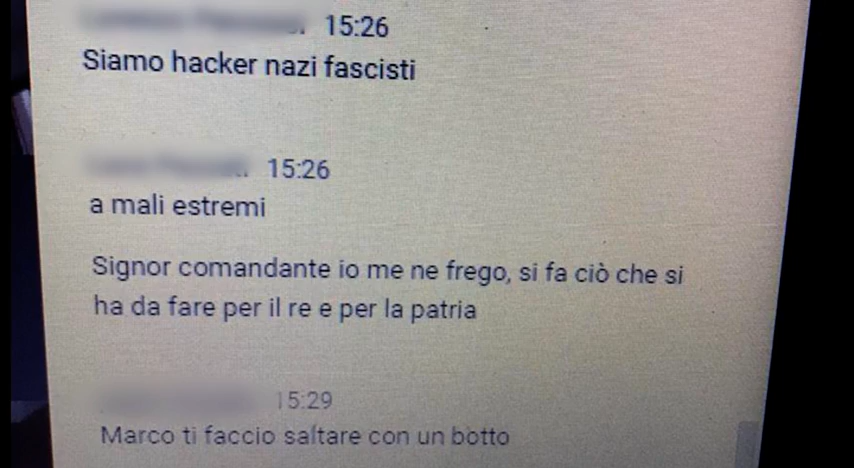 15:26
Siamo hacker nazi fascisti
15:26
a mali estremi
Signor comandante io me ne frego, si fa ciò che si
ha da fare per il re e per la patria
15:29
Marco ti faccio saltare con un botto